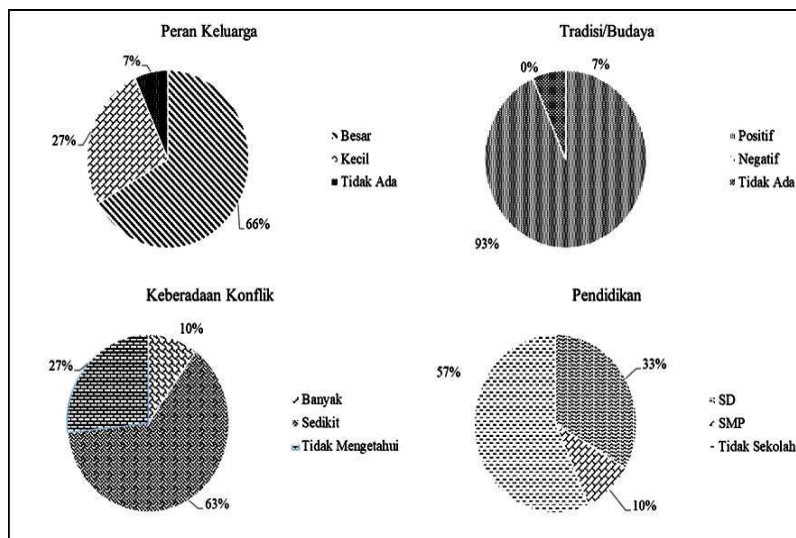 Peran Keluarga
7%
27%
66%
Besar
Kecil
Tidak Ada
Tradisi/Budaya
0%
7%
93%
Positif
Negatif
Tidak Ada
Keberadaan Konflik
10%
27%
63%
Banyak
Sedikit
Tidak Mengetahui
Pendidikan
57%
33%
10%
SD
SMP
Tidak Sekolah